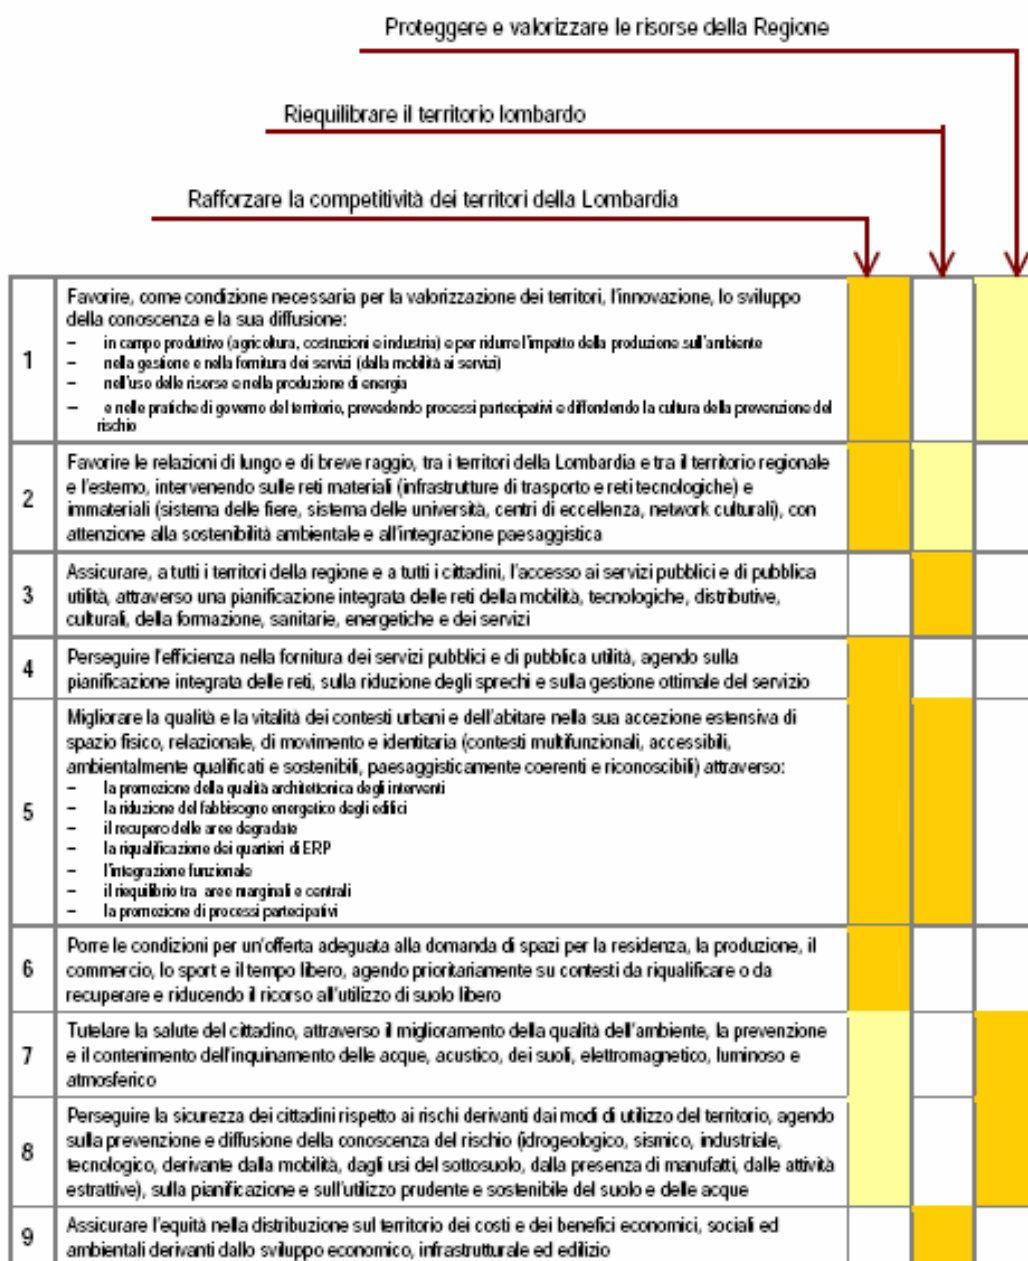 Proteggere e valorizzare le risorse della Regione
Riequilibrare il territorio lombardo
Rafforzare la competitività dei territori della Lombardia
1
Favorire, come condizione necessaria per la valorizzazione dei territori, l'innovazione, lo sviluppo
della conoscenza e la sua diffusione:
– in campo produttivo (agricoltura, costruzioni e industria) e per ridurre l'impatto della produzione sull'ambiente
– nella gestione e nella fornitura dei servizi (dalla mobilità ai servizi)
– nell'uso delle risorse e nella produzione di energia
– e nelle pratiche di governo del territorio, prevedendo processi partecipativi e diffondendo la cultura della prevenzione del
rischio
2
Favorire le relazioni di lungo e di breve raggio, tra i territori della Lombardia e tra il territorio regionale
e l'esterno, intervenendo sulle reti materiali (infrastrutture di trasporto e reti tecnologiche) e
immateriali (sistema delle fiere, sistema delle università, centri di eccellenza, network culturali), con
attenzione alla sostenibilità ambientale e all'integrazione paesaggistica
3
Assicurare, a tutti i territori della regione e a tutti i cittadini, l'accesso ai servizi pubblici e di pubblica
utilità, attraverso una pianificazione integrata delle reti della mobilità, tecnologiche, distributive,
culturali, della formazione, sanitarie, energetiche e dei servizi
4
Perseguire l'efficienza nella fornitura dei servizi pubblici e di pubblica utilità, agendo sulla
pianificazione integrata delle reti, sulla riduzione degli sprechi e sulla gestione ottimale del servizio
5
Migliorare la qualità e la vitalità dei contesti urbani e dell'abitare nella sua accezione estensiva di
spazio fisico, relazionale, di movimento e identitaria (contesti multifunzionali, accessibili,
ambientalmente qualificati e sostenibili, paesaggisticamente coerenti e riconoscibili) attraverso:
– la promozione della qualità architettonica degli interventi
– la riduzione del fabbisogno energetico degli edifici
– il recupero delle aree degradate
– la riqualificazione dei quartieri di ERP
– l'integrazione funzionale
– il riequilibrio tra aree marginali e centrali
– la promozione di processi partecipativi
6
Porre le condizioni per un'offerta adeguata alla domanda di spazi per la residenza, la produzione, il
commercio, lo sport e il tempo libero, agendo prioritariamente su contesti da riqualificare o da
recuperare e riducendo il ricorso all'utilizzo di suolo libero
7
Tutelare la salute del cittadino, attraverso il miglioramento della qualità dell'ambiente, la prevenzione
e il contenimento dell'inquinamento delle acque, acustico, dei suoli, elettromagnetico, luminoso e
atmosferico
8
Perseguire la sicurezza dei cittadini rispetto ai rischi derivanti dai modi di utilizzo del territorio, agendo
sulla prevenzione e diffusione della conoscenza del rischio (idrogeologico, sismico, industriale,
tecnologico, derivante dalla mobilità, dagli usi del sottosuolo, dalla presenza di manufatti, dalle attività
estrattive), sulla pianificazione e sull'utilizzo prudente e sostenibile del suolo e delle acque
9
Assicurare l'equità nella distribuzione sul territorio dei costi e dei benefici economici, sociali ed
ambientali derivanti dallo sviluppo economico, infrastrutturale ed edilizio